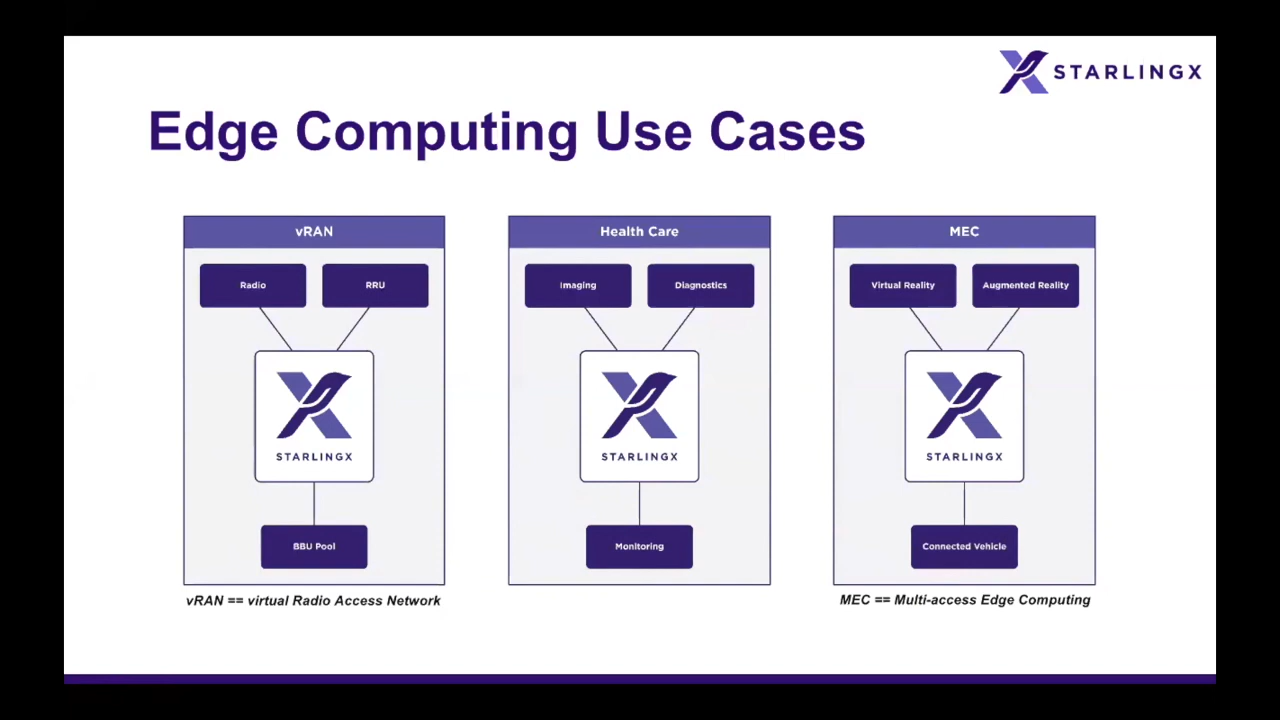 STARLINGX
Edge Computing Use Cases
vRAN
Radio
RRU
STARLINGX
BBU Pool
vRAN == virtual Radio Access Network
Health Care
Imaging
Diagnostics
STARLINGX
Monitoring
MEC
Virtual Reality
Augmented Reality
STARLINGX
Connected Vehicle
MEC == Multi-access Edge Computing